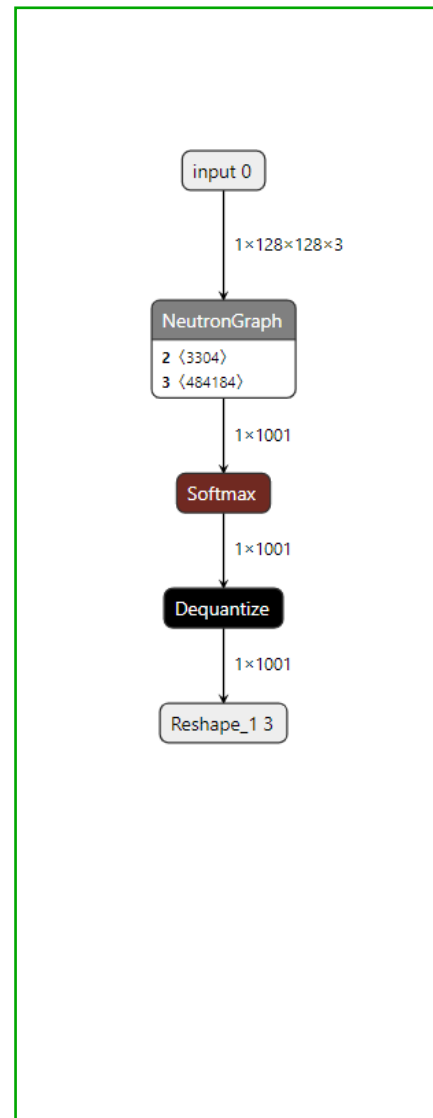 input 0
1×128×128×3
NeutronGraph
2 〈3304〉
3 〈484184〉
1×1001
Softmax
1×1001
Dequantize
1×1001
Reshape_1 3